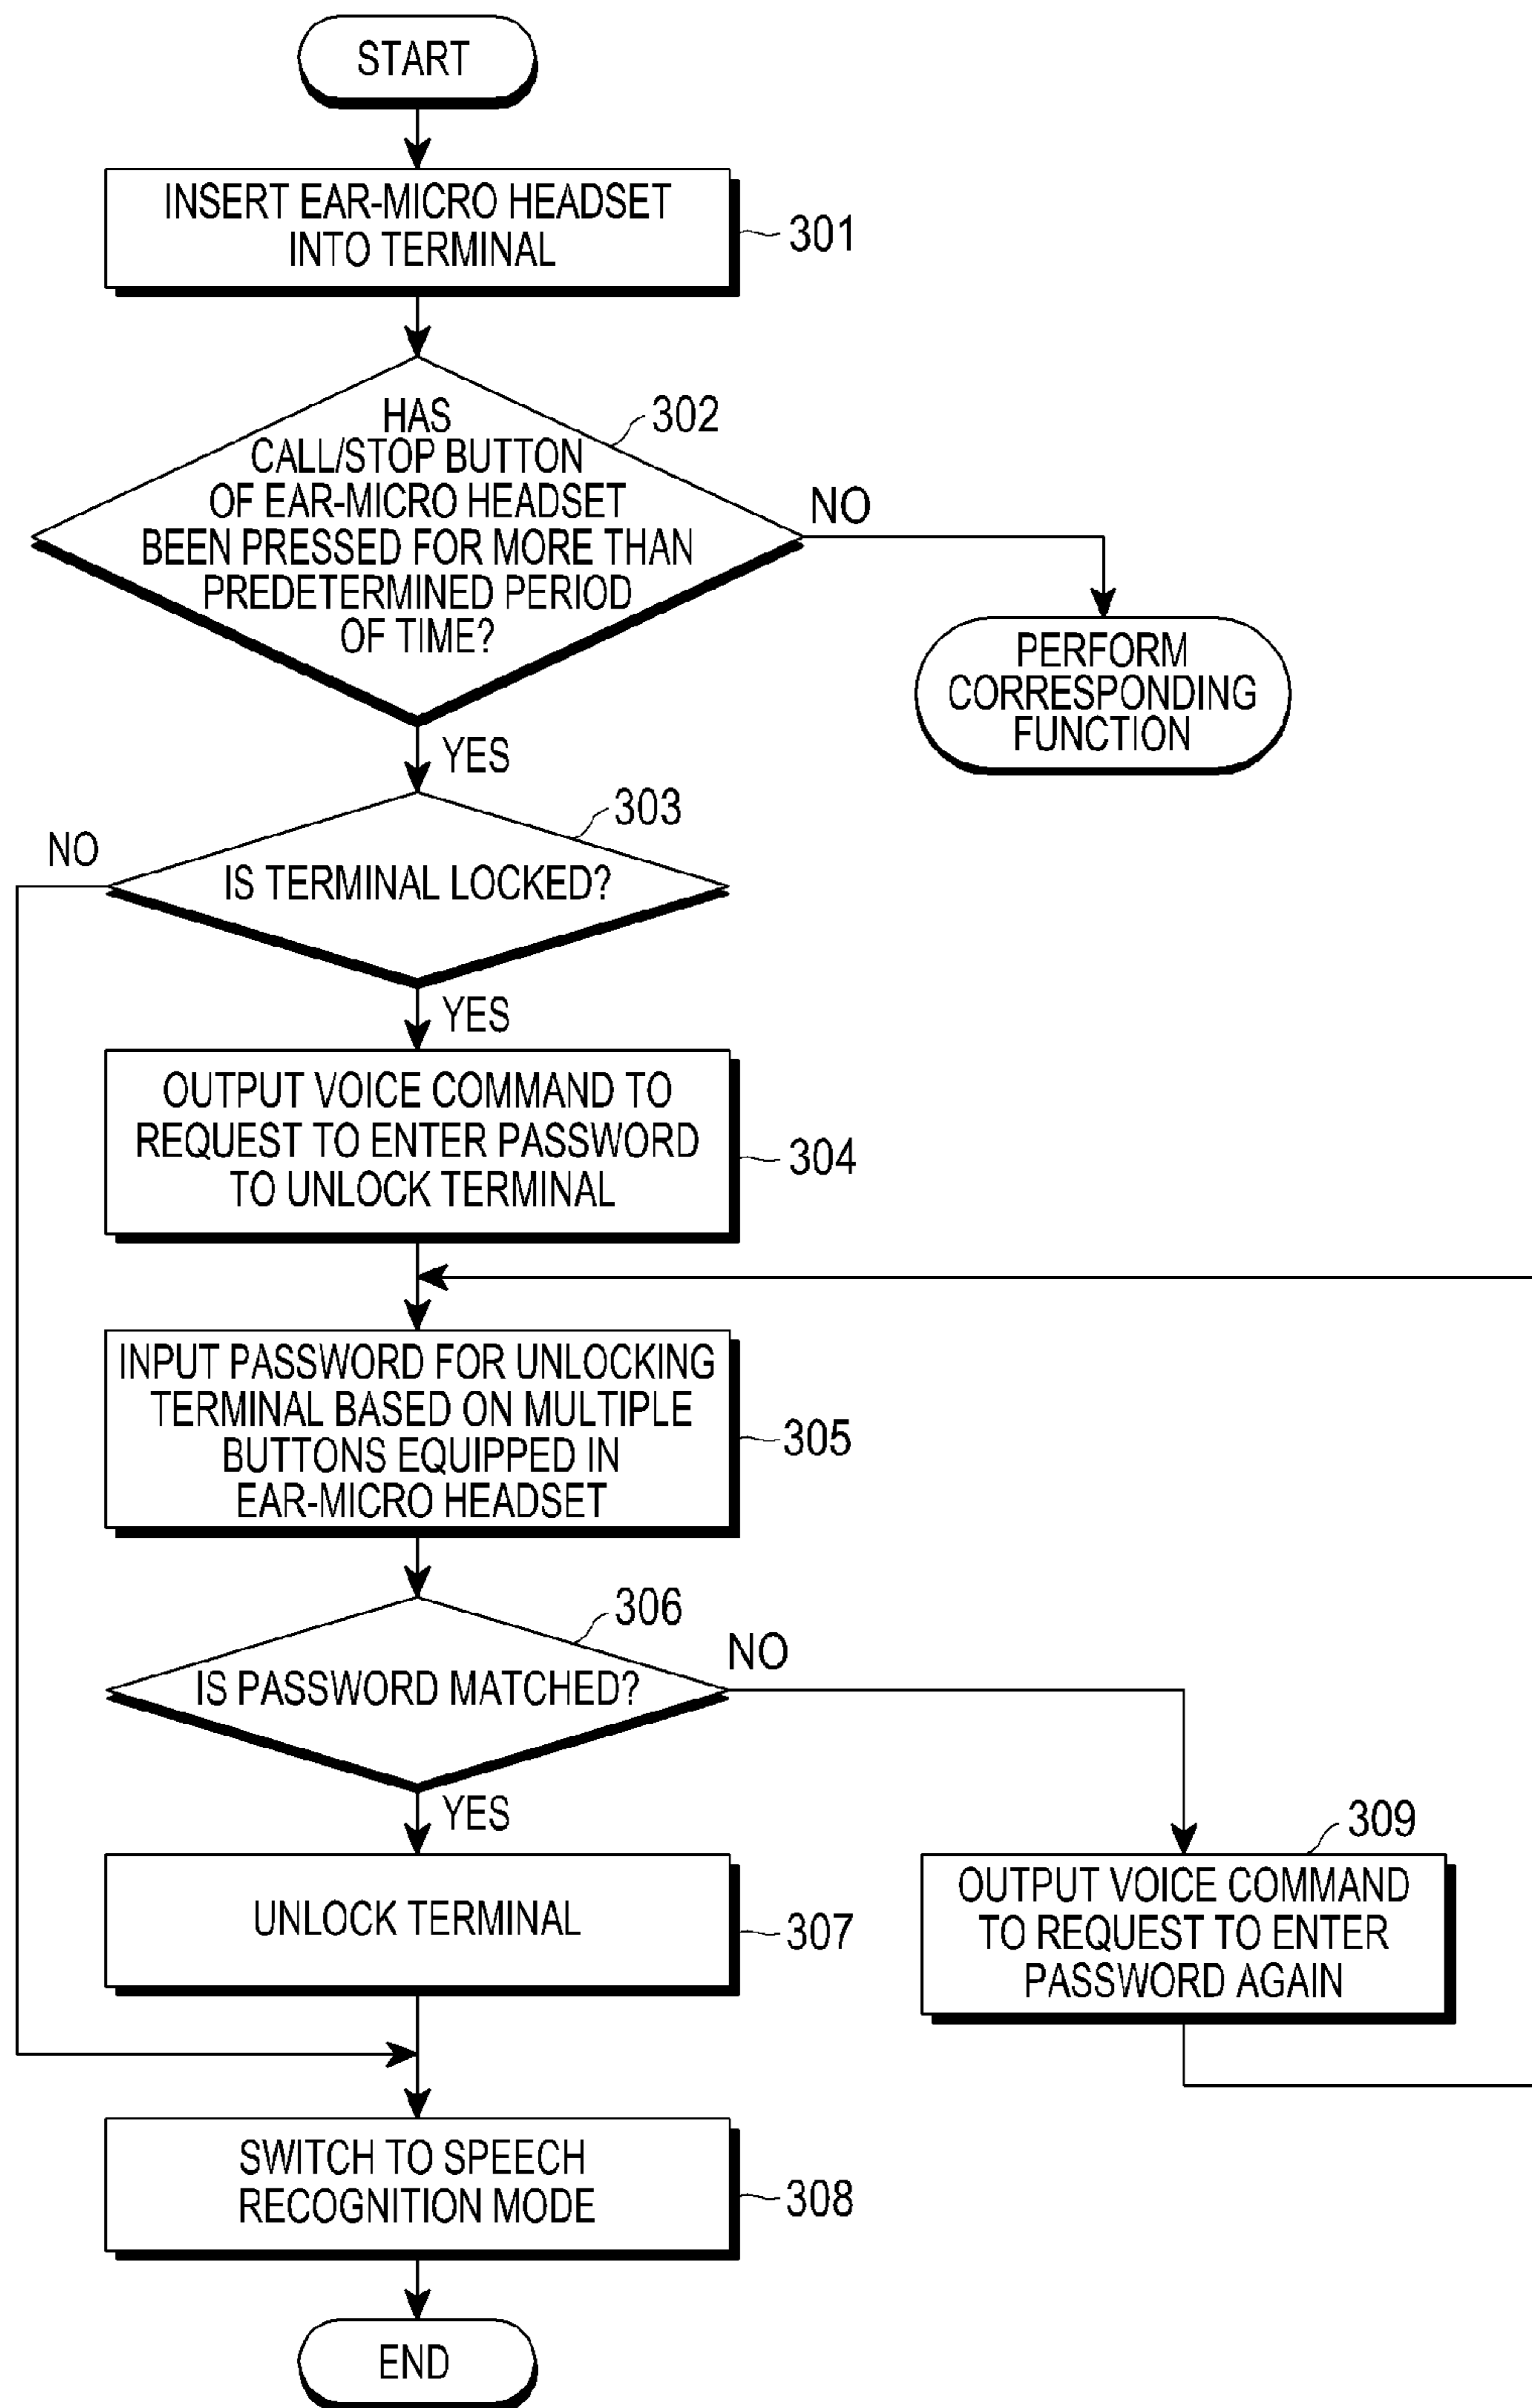 START
INSERT EAR-MICRO HEADSET
INTO TERMINAL
301
HAS
CALL/STOP BUTTON
OF EAR-MICRO HEADSET
BEEN PRESSED FOR MORE THAN
PREDETERMINED PERIOD
OF TIME?
302
NO
PERFORM
CORRESPONDING
FUNCTION
YES
303
NO
IS TERMINAL LOCKED?
YES
OUTPUT VOICE COMMAND TO
REQUEST TO ENTER PASSWORD
TO UNLOCK TERMINAL
304
INPUT PASSWORD FOR UNLOCKING
TERMINAL BASED ON MULTIPLE
BUTTONS EQUIPPED IN
EAR-MICRO HEADSET
305
306
NO
IS PASSWORD MATCHED?
YES
309
UNLOCK TERMINAL
307
OUTPUT VOICE COMMAND
TO REQUEST TO ENTER
PASSWORD AGAIN
SWITCH TO SPEECH
RECOGNITION MODE
308
END